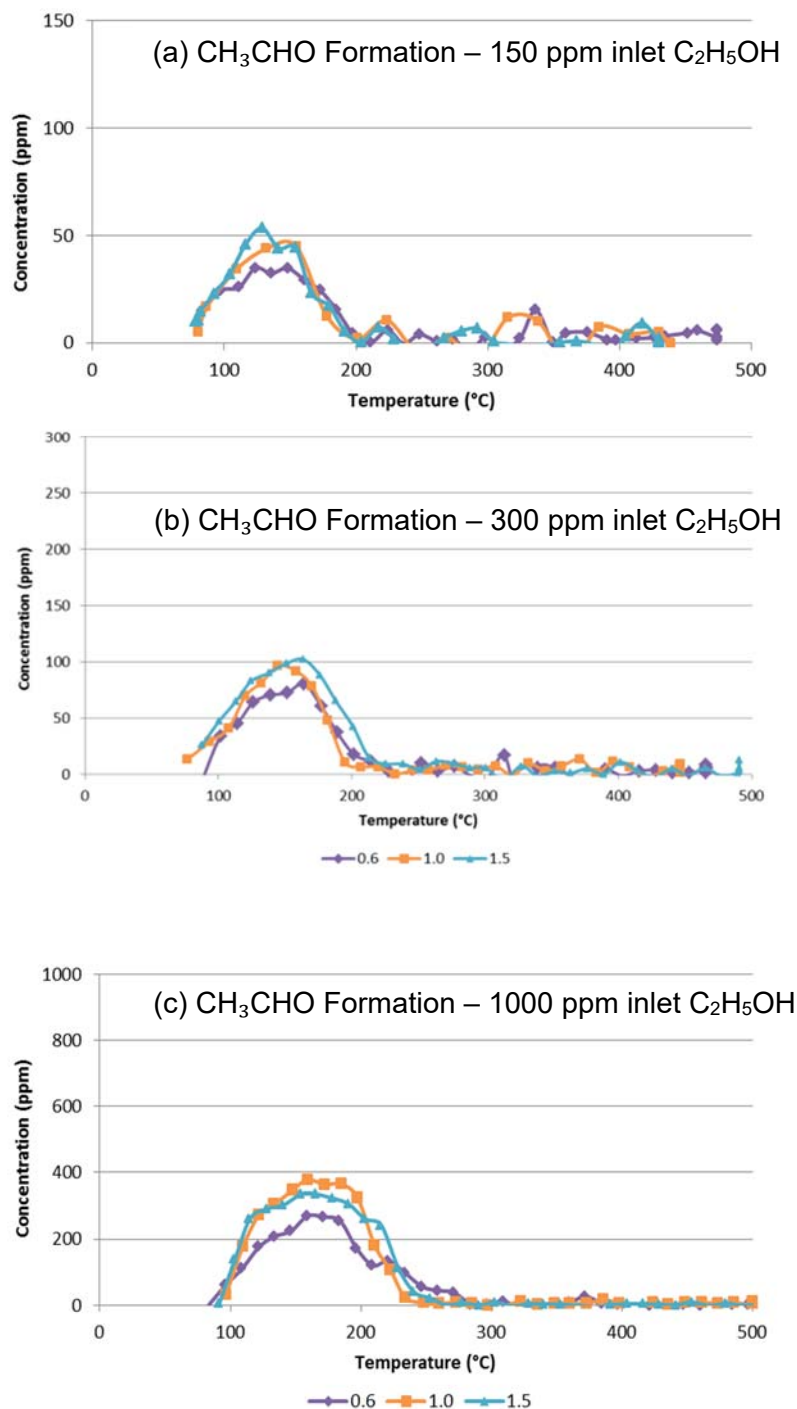 (a) CH₃CHO Formation – 150 ppm inlet C₂H₅OH
150
100
50
0
Concentration (ppm)
0 100 200 300 400 500
Temperature (°C)
(b) CH₃CHO Formation – 300 ppm inlet C₂H₅OH
300
250
200
150
100
50
0
Concentration (ppm)
0 100 200 300 400 500
Temperature (°C)
0.6 1.0 1.5
(c) CH₃CHO Formation – 1000 ppm inlet C₂H₅OH
1000
800
600
400
200
0
Concentration (ppm)
0 100 200 300 400 500
Temperature (°C)
0.6 1.0 1.5